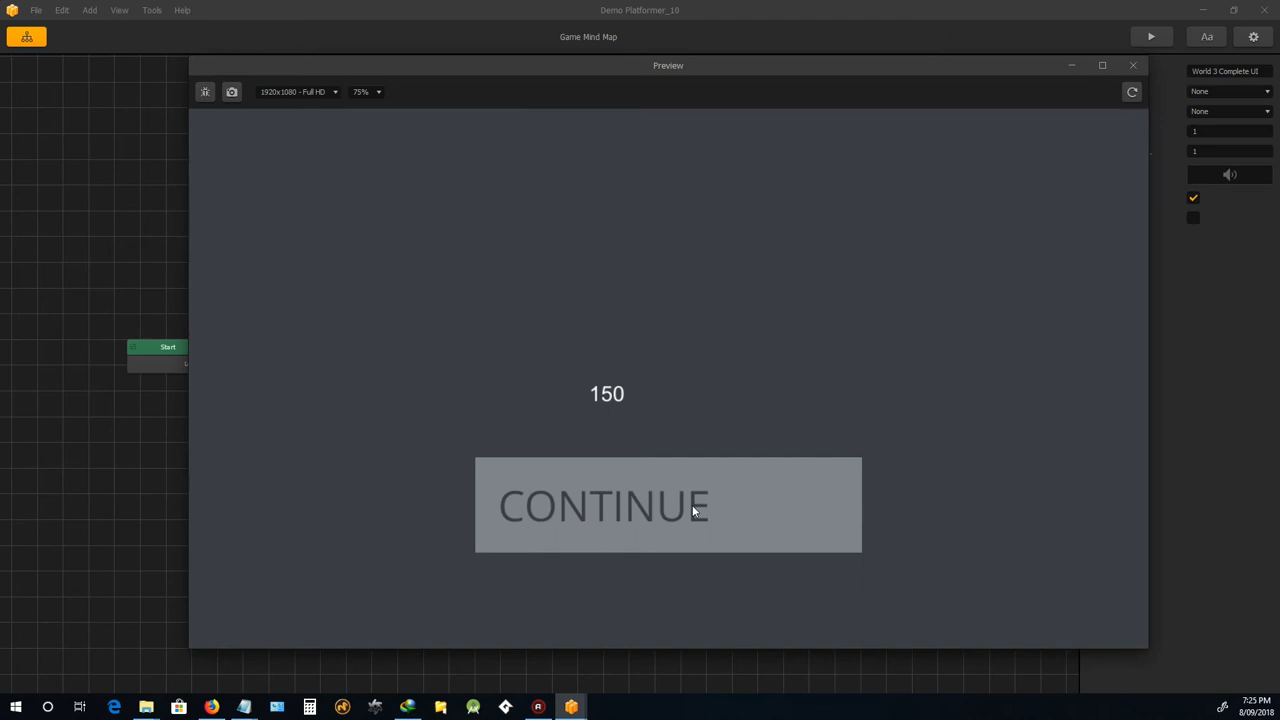 File Edit Add View Tools Help
Demo Platformer_10
Game Mind Map
Aa
Preview
1920x1080 - Full HD 75%
World 3 Complete UI
None
None
1
1
Start
150
CONTINUE
7:25 PM
8/09/2018